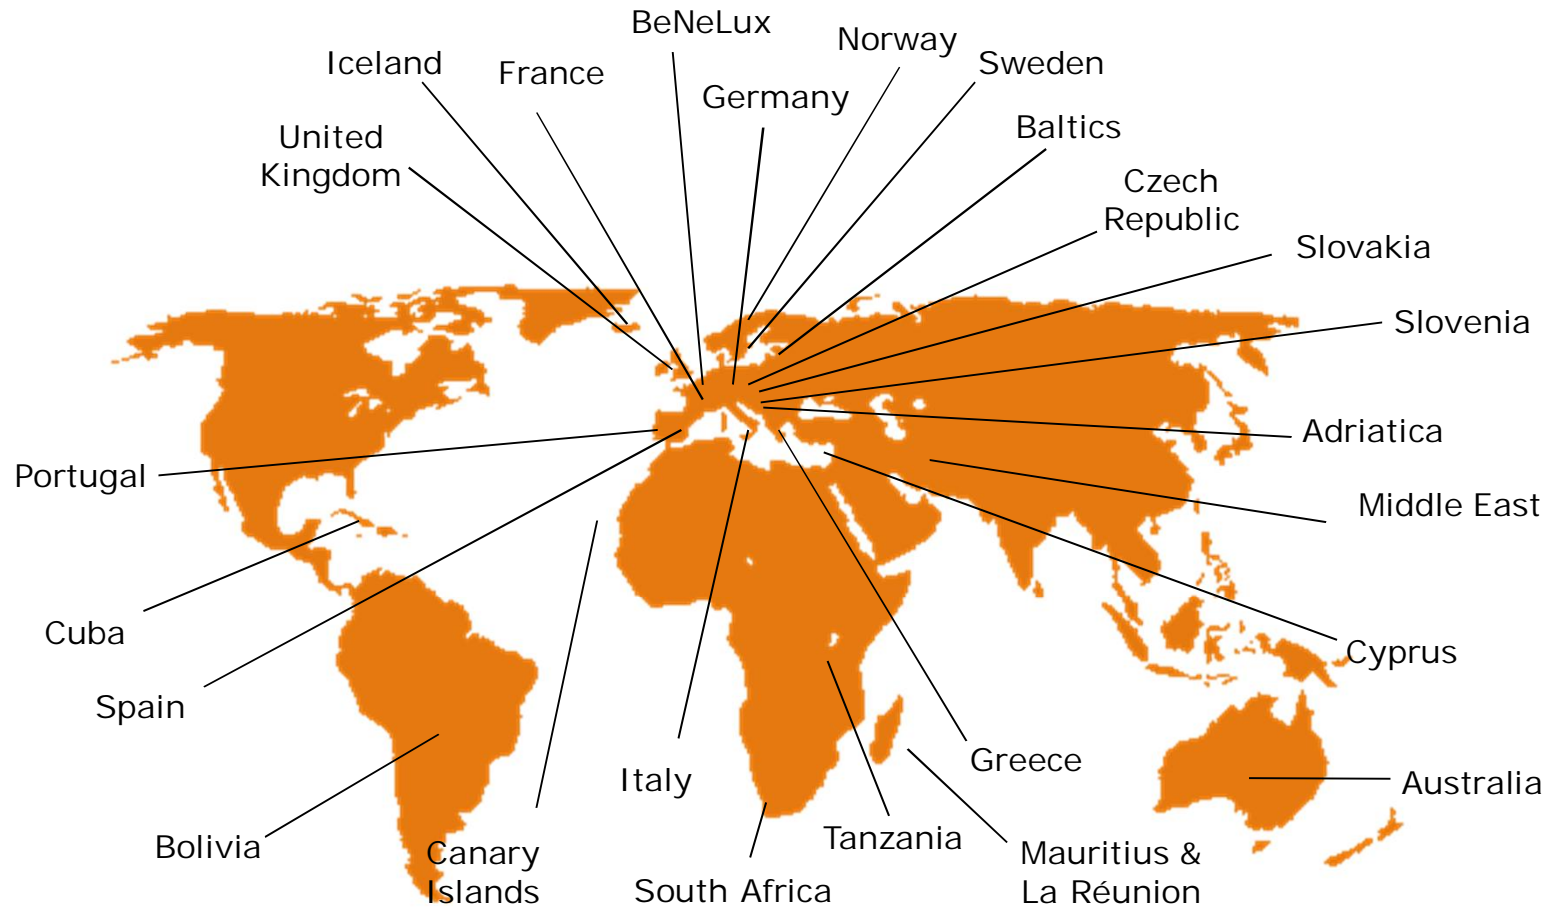 BeNeLux
Norway
Iceland
France
Sweden
Germany
Baltics
United
Kingdom
Czech
Republic
Slovakia
Slovenia
Adriatica
Portugal
Middle East
Cuba
Cyprus
Spain
Greece
Italy
Australia
Tanzania
Bolivia
Canary
Islands
Mauritius &
La Réunion
South Africa